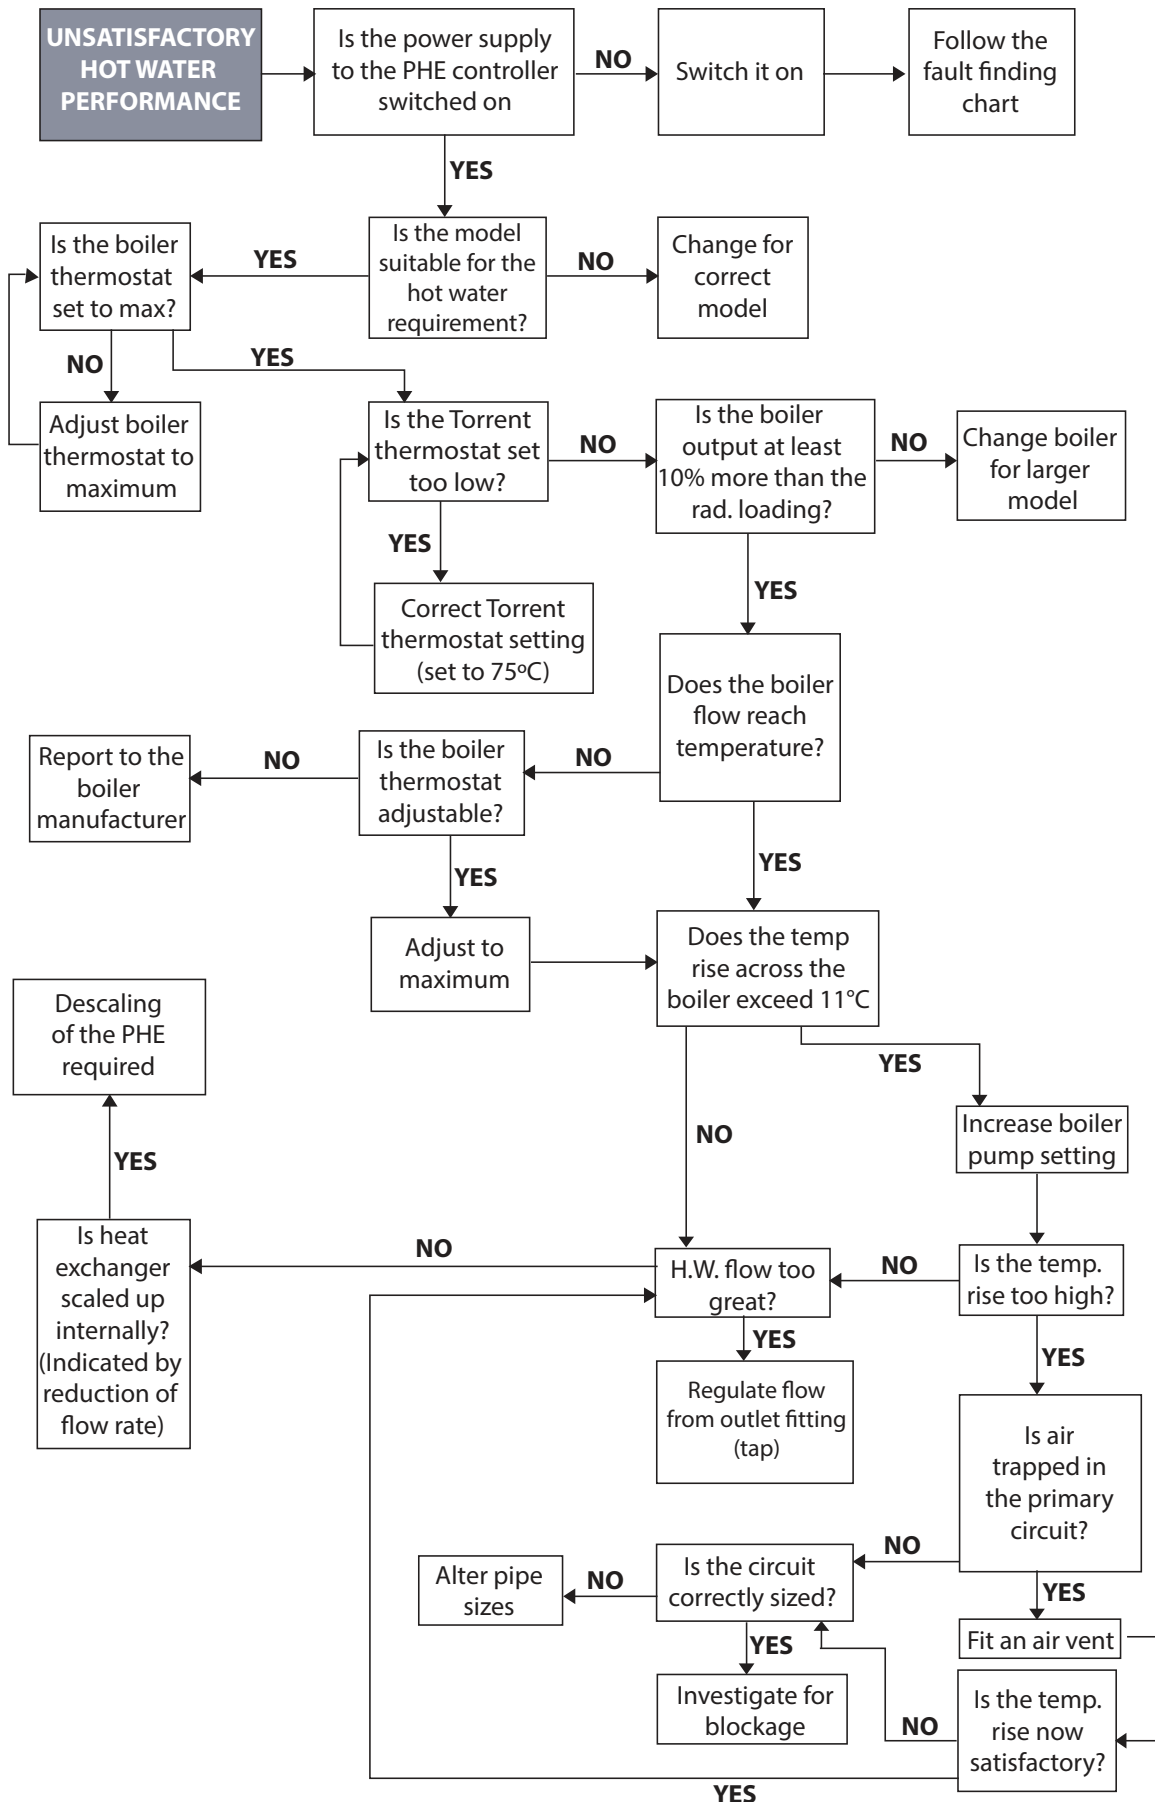 UNSATISFACTORY
HOT WATER
PERFORMANCE
Is the power supply
to the PHE controller
switched on
NO
Switch it on
Follow the
fault finding
chart
YES
Is the boiler
thermostat
set to max?
YES
Is the model
suitable for the
hot water
requirement?
NO
Change for
correct
model
NO
YES
Adjust boiler
thermostat to
maximum
Is the Torrent
thermostat set
too low?
NO
Is the boiler
output at least
10% more than the
rad. loading?
NO
Change boiler
for larger
model
YES
Correct Torrent
thermostat setting
(set to 75ºC)
YES
Does the boiler
flow reach
temperature?
Report to the
boiler
manufacturer
NO
Is the boiler
thermostat
adjustable?
NO
YES
YES
Adjust to
maximum
Does the temp
rise across the
boiler exceed 11°C
Descaling
of the PHE
required
YES
Increase boiler
pump setting
NO
YES
Is heat
exchanger
scaled up
internally?
(Indicated by
reduction of
flow rate)
NO
H.W. flow too
great?
NO
Is the temp.
rise too high?
YES
YES
Regulate flow
from outlet fitting
(tap)
Is air
trapped in
the primary
circuit?
NO
Is the circuit
correctly sized?
NO
Alter pipe
sizes
YES
Fit an air vent
YES
Investigate for
blockage
NO
Is the temp.
rise now
satisfactory?
YES